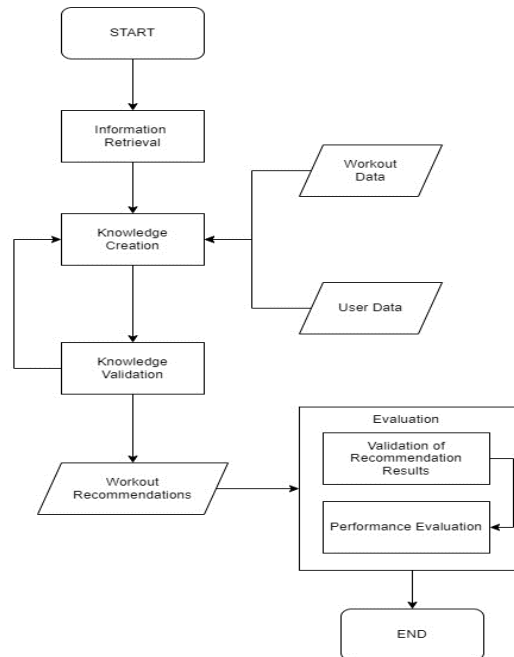 START
Information
Retrieval
Workout
Data
Knowledge
Creation
User Data
Knowledge
Validation
Evaluation
Validation of
Recommendation
Results
Workout
Recommendations
Performance Evaluation
END